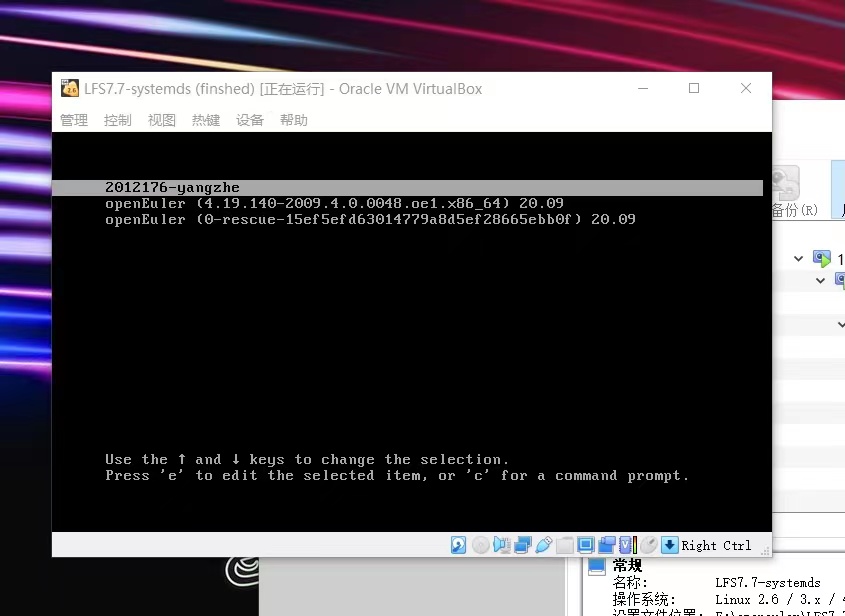 LFS7.7-systemds (finshed) [正在运行] - Oracle VM VirtualBox
管理 控制 视图 热键 设备 帮助
2012176-yangzhe
openEuler (4.19.140-2009.4.0.0048.oe1.x86_64) 20.09
openEuler (0-rescue-15ef5efd63014779a8d5ef28665ebb0f) 20.09
备份(R)
1
Use the ↑ and ↓ keys to change the selection.
Press 'e' to edit the selected item, or 'c' for a command prompt.
Right Ctrl
常规
名称: LFS7.7-systemds
操作系统: Linux 2.6 / 3.x / 4
设置文件位置: